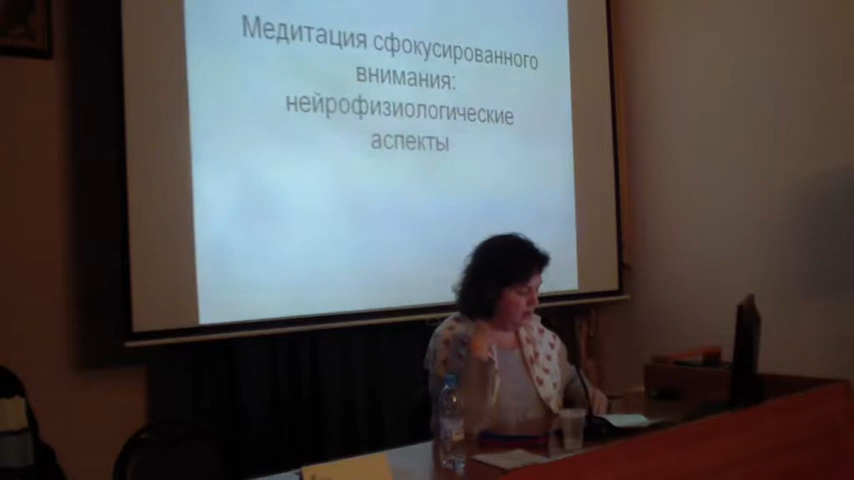 Медитация сфокусированного
внимания:
нейрофизиологические
аспекты